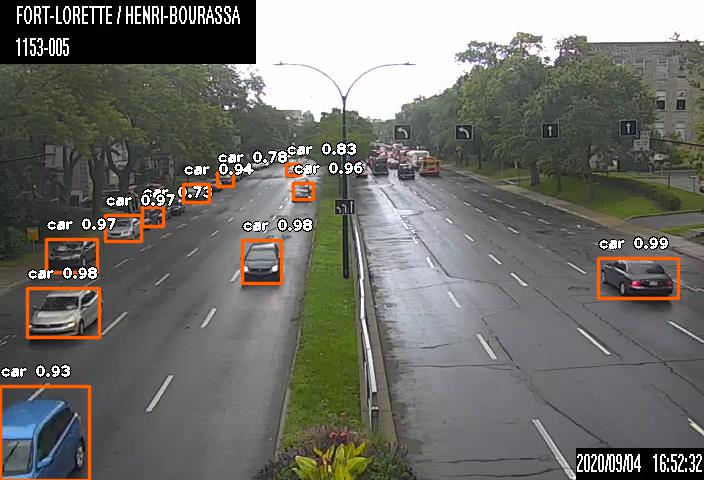 FORT-LORETTE / HENRI-BOURASSA
1153-005
car 0.83
car 0.78
car 0.96
car 0.94
car 0.73
car 0.97
car 0.97
car 0.98
car 0.99
car 0.98
car 0.93
2020/09/04 16:52:32